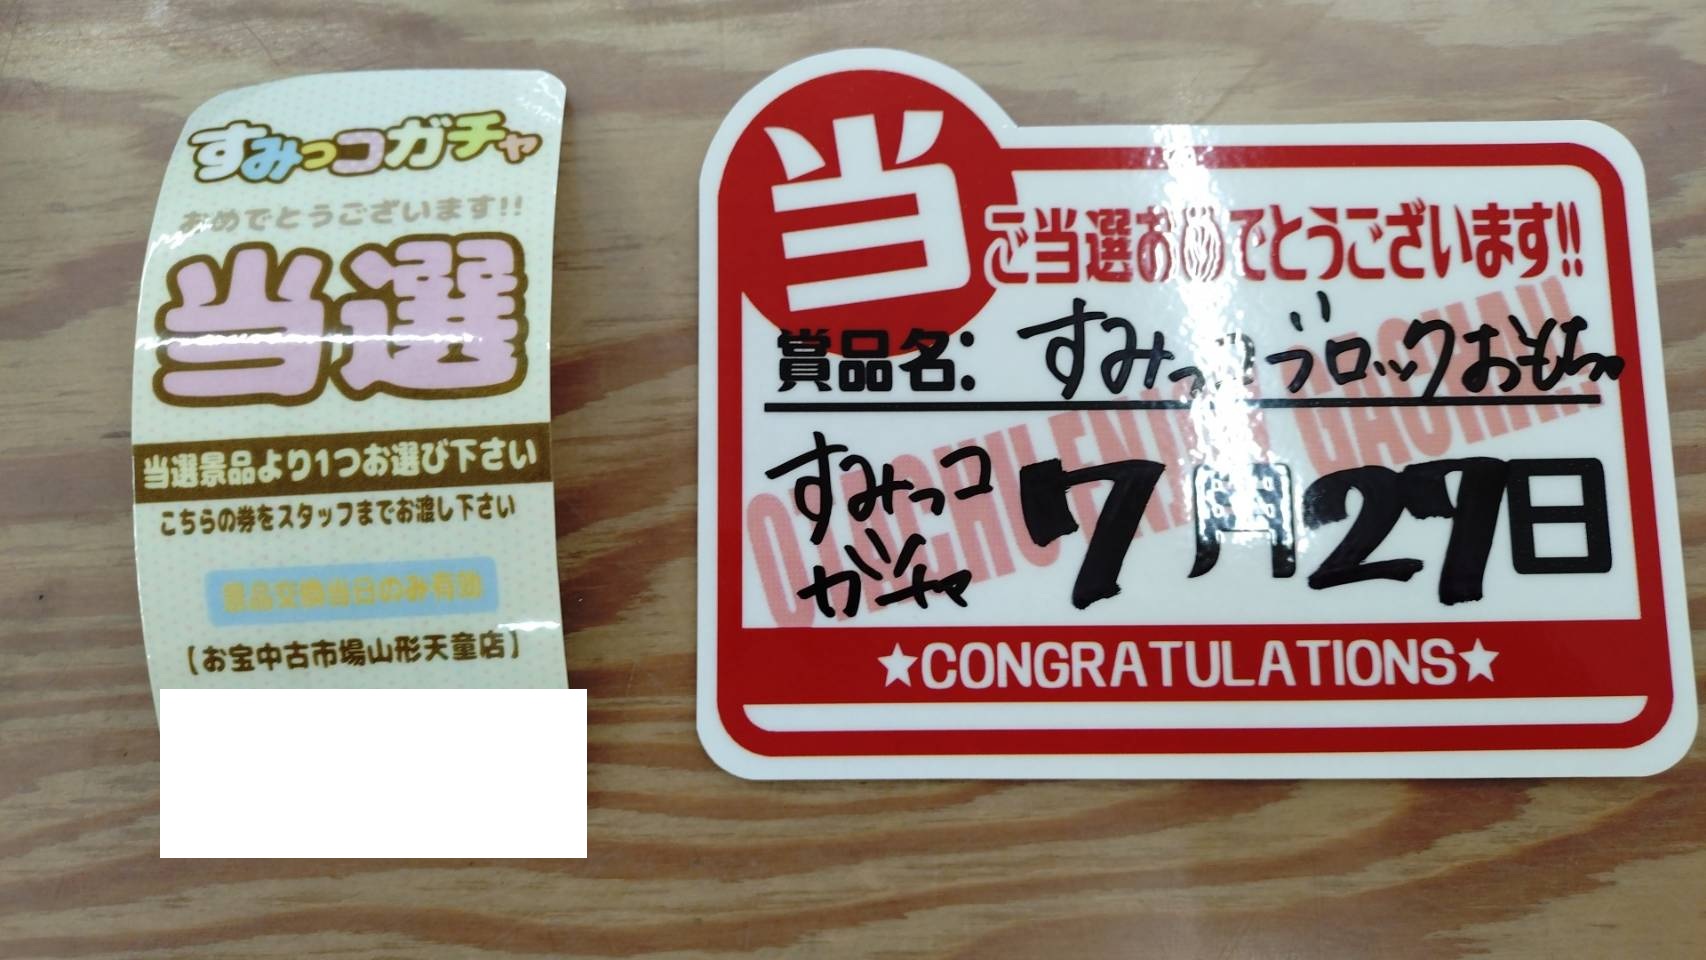 すみっコガチャ
おめでとうございます!!
当選
当選景品より1つお選び下さい
こちらの券をスタッフまでお渡し下さい
景品交換当日のみ有効
【お宝中古市場山形天童店】
当
ご当選おめでとうございます!!
賞品名: すみっコブロックおもちゃ
すみっコ
ガチャ
7月27日
★CONGRATULATIONS★